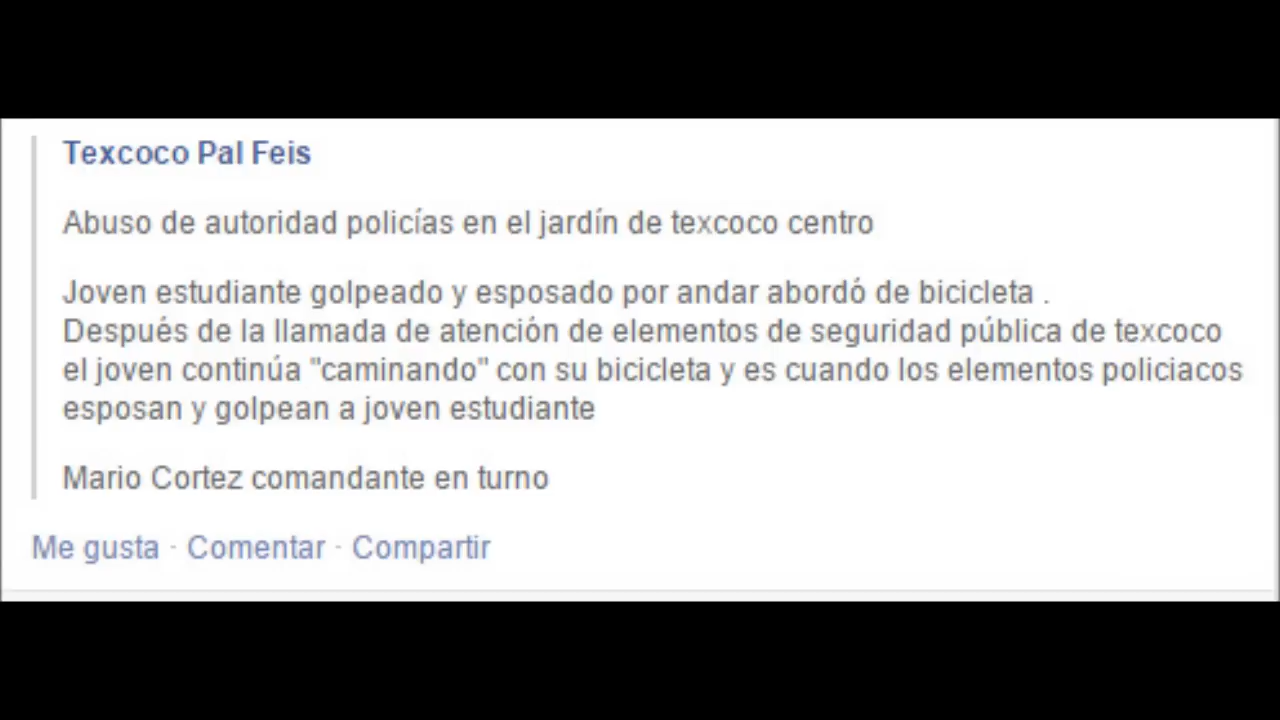 Texcoco Pal Feis
Abuso de autoridad policías en el jardín de texcoco centro
Joven estudiante golpeado y esposado por andar abordó de bicicleta .
Después de la llamada de atención de elementos de seguridad pública de texcoco
el joven continúa "caminando" con su bicicleta y es cuando los elementos policiacos
esposan y golpean a joven estudiante
Mario Cortez comandante en turno
Me gusta · Comentar · Compartir